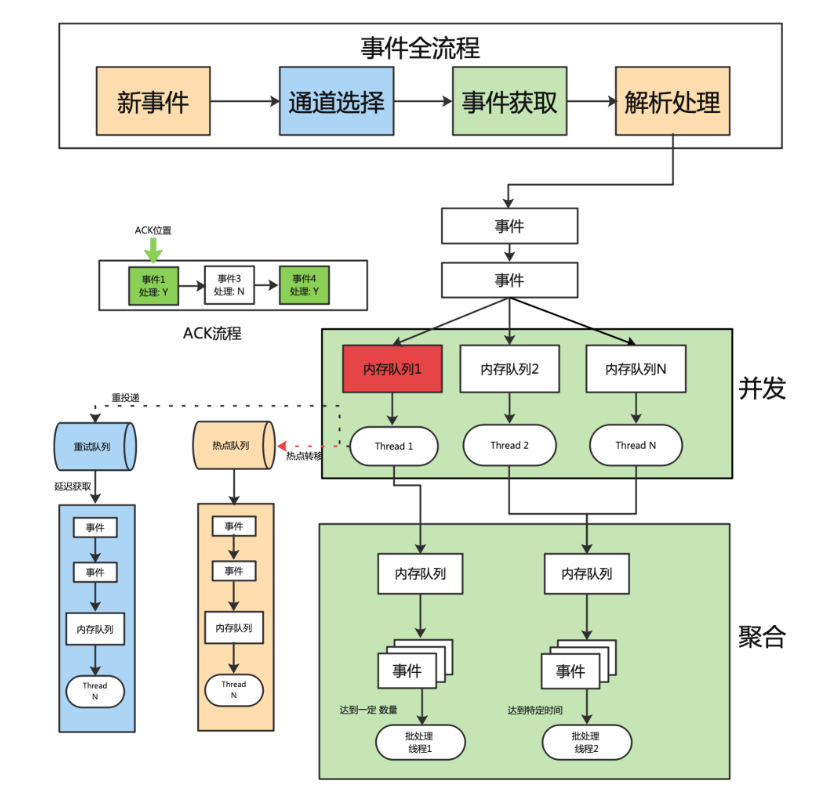 事件全流程
新事件
通道选择
事件获取
解析处理
事件
事件
ACK位置
事件1
处理: Y
事件3
处理: N
事件4
处理: Y
ACK流程
内存队列1
内存队列2
内存队列N
并发
Thread 1
Thread 2
Thread N
重投递
热点转移
重试队列
热点队列
延迟获取
事件
事件
内存队列
Thread
N
事件
事件
内存队列
Thread
N
内存队列
内存队列
聚合
事件
事件
达到一定 数量
达到特定时间
批处理
线程1
批处理
线程2